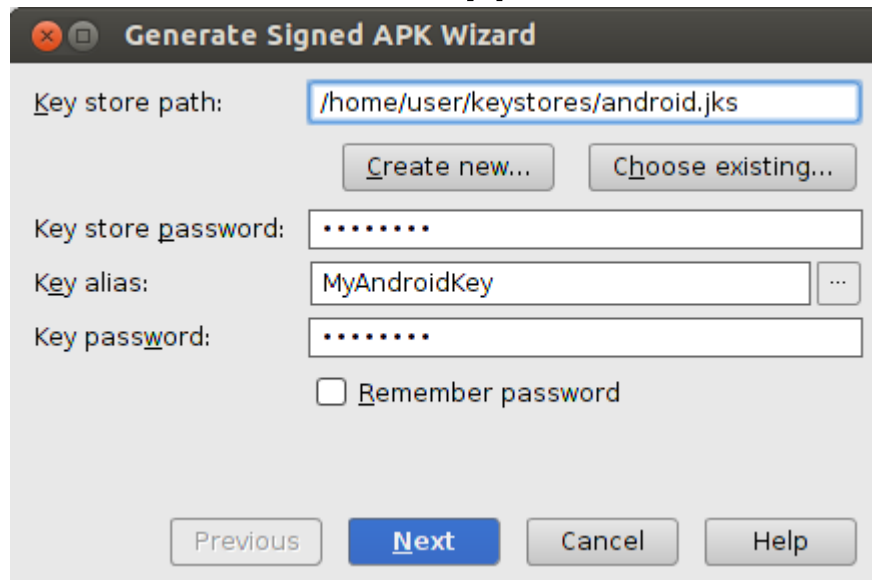 Generate Signed APK Wizard
Key store path: /home/user/keystores/android.jks
Create new... Choose existing...
Key store password: ••••••••
Key alias: MyAndroidKey ...
Key password: ••••••••
Remember password
Previous Next Cancel Help